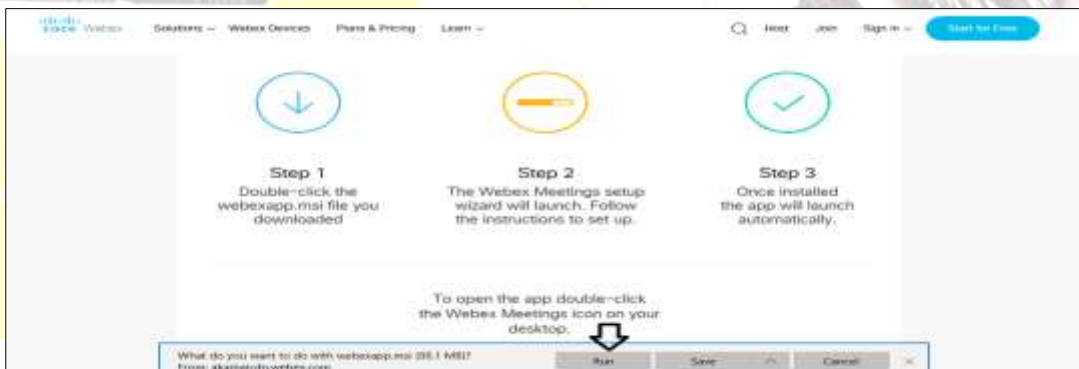 CISCO Webex Solutions Webex Devices Plans & Pricing Learn Host Join Sign in Start for Free
Step 1 Step 2 Step 3
Double-click the The Webex Meetings setup Once installed
webexapp.msi file you wizard will launch. Follow the app will launch
downloaded the instructions to set up. automatically.
To open the app double-click
the Webex Meetings icon on your
desktop.
What do you want to do with webexapp.msi MB)? Run Save Cancel
From: